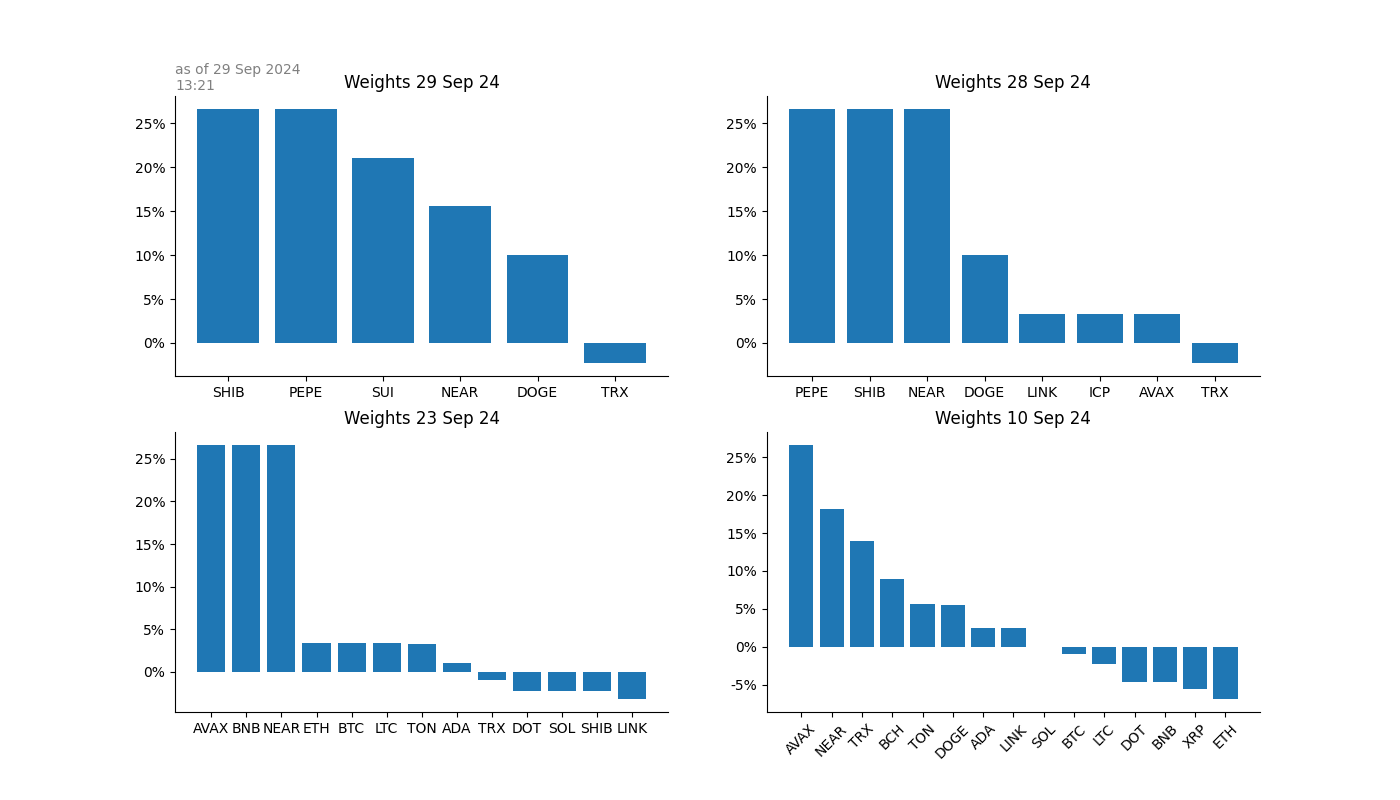 as of 29 Sep 2024
13:21
Weights 29 Sep 24
25%
20%
15%
10%
5%
0%
SHIB PEPE SUI NEAR DOGE TRX
Weights 28 Sep 24
25%
20%
15%
10%
5%
0%
PEPE SHIB NEAR DOGE LINK ICP AVAX TRX
Weights 23 Sep 24
25%
20%
15%
10%
5%
0%
AVAX BNB NEAR ETH BTC LTC TON ADA TRX DOT SOL SHIB LINK
Weights 10 Sep 24
25%
20%
15%
10%
5%
0%
-5%
AVAX NEAR TRX BCH TON DOGE ADA LINK SOL BTC LTC DOT BNB XRP ETH